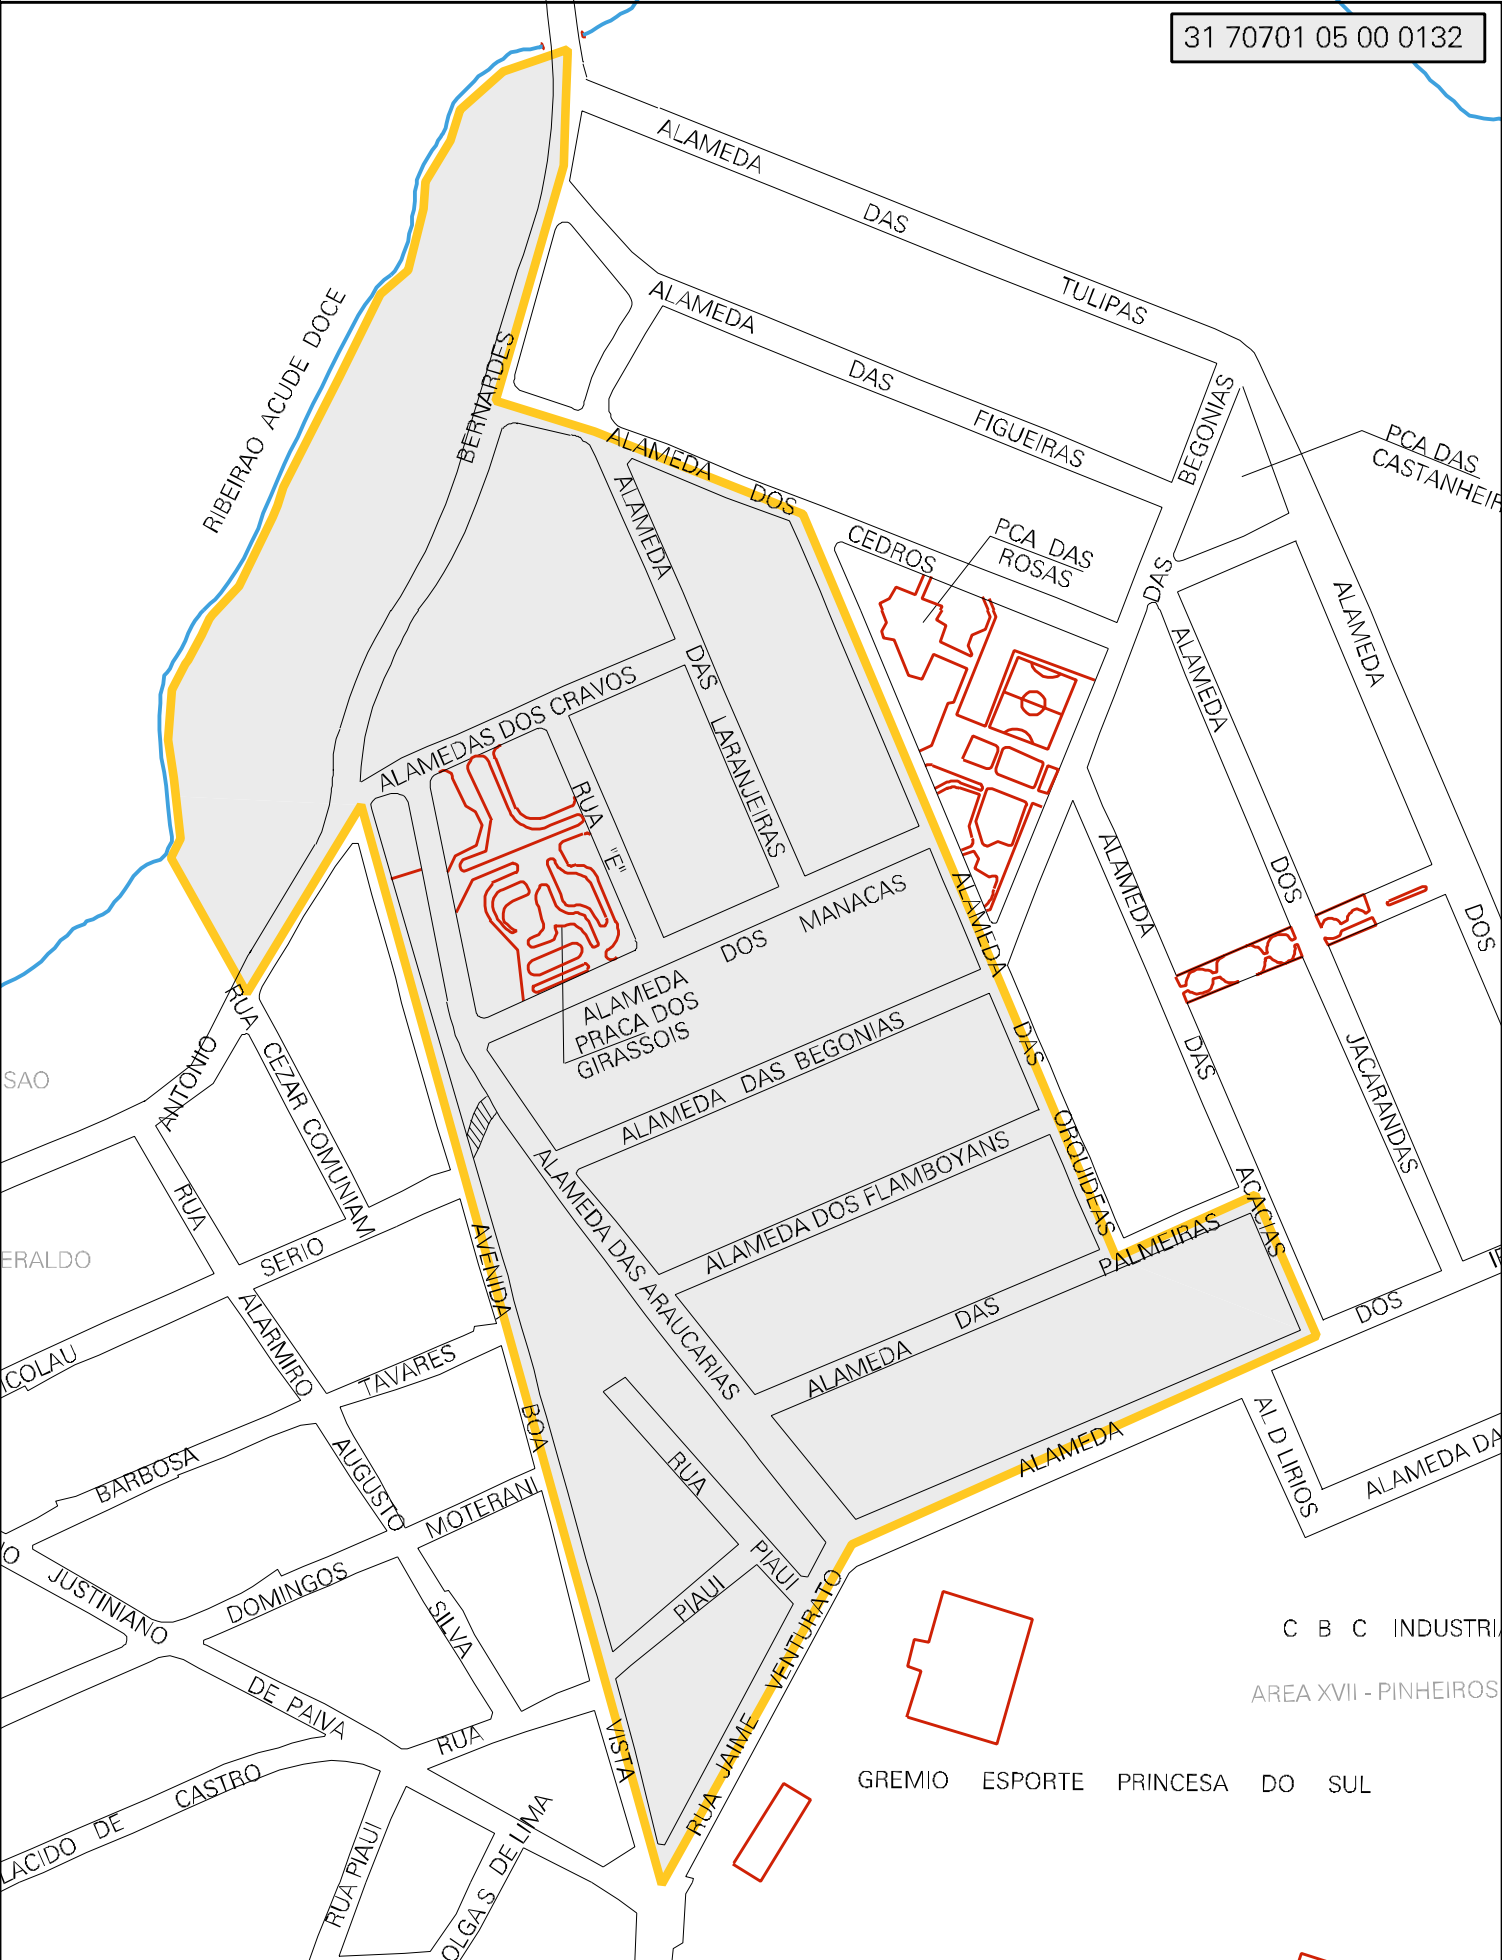 31 70701 05 00 0132
ALAMEDA DAS TULIPAS
RIBEIRAO ACUDE DOCE
BERNARDES
ALAMEDA DAS FIGUEIRAS
BEGONIAS
PCA DAS
ALAMEDA DOS CEDROS
PCA DAS
ROSAS
DAS
ALAMEDA DAS LARANJEIRAS
ALAMEDA
ALAMEDA DOS JACARANDAS
ALAMEDAS DOS CRAVOS
RUA "E"
ALAMEDA DAS ACACIAS
DOS
ALAMEDA DOS MANACAS
PRACA DOS
GIRASSOIS
ALAMEDA DAS ORQUIDEAS
RUA CEZAR COMUNIAM
ANTONIO
SAO
ALAMEDA DAS BEGONIAS
ALAMEDA DOS FLAMBOYANS
ALAMEDA DAS ARAUCARIAS
RUA ALARMIRO AUGUSTO SILVA
SERIO
ERALDO
AVENIDA BOA VISTA
ALAMEDA DAS PALMEIRAS
ALAMEDA DOS
ICOLAU
TAVARES
AL D LIRIOS
ALAMEDA DA
BARBOSA
MOTERANI
RUA PIAUI
PIAUI
JUSTINIANO DE PAIVA
DOMINGOS
RUA JAIME VENTURATO
C B C INDUSTRI
AREA XVII - PINHEIROS
RUA
LACIDO DE CASTRO
GREMIO ESPORTE PRINCESA DO SUL
RUA PIAUI
OLGA S DE LIMA